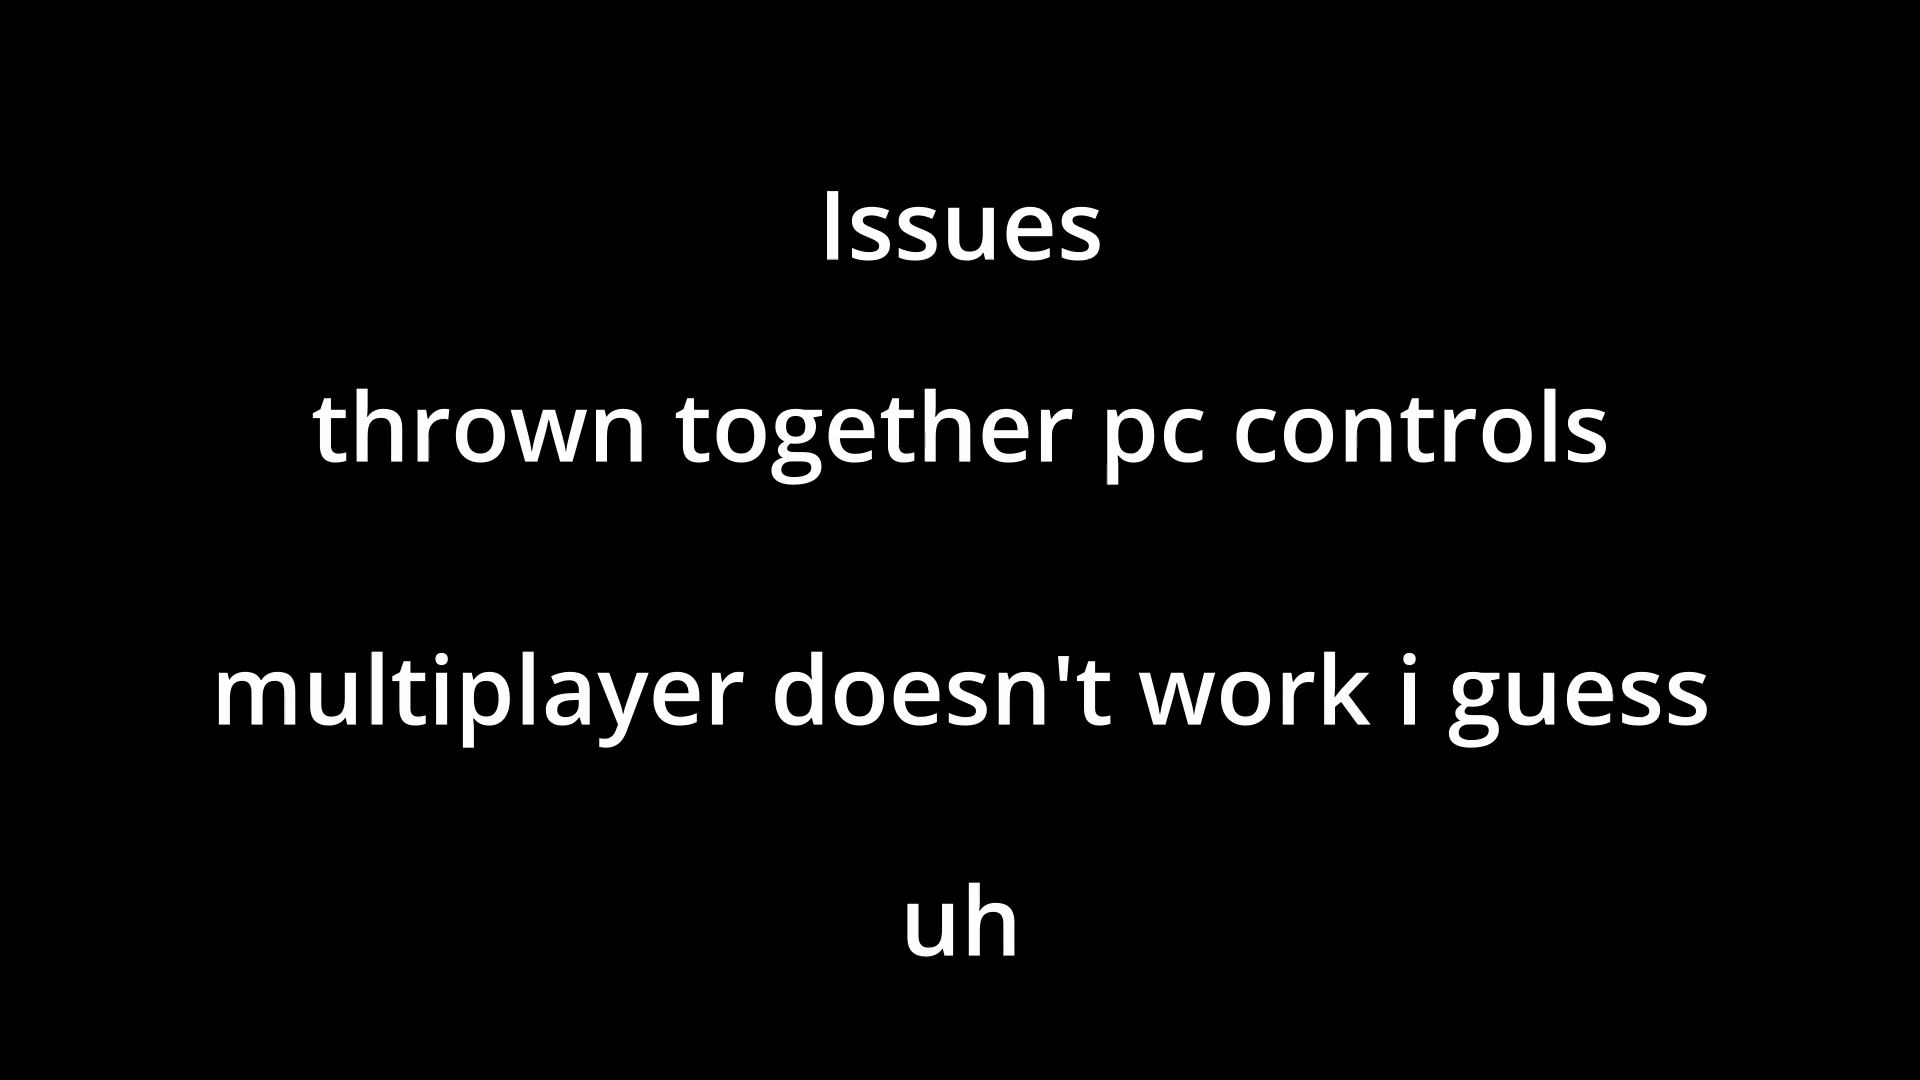 Issues
thrown together pc controls
multiplayer doesn't work i guess
uh